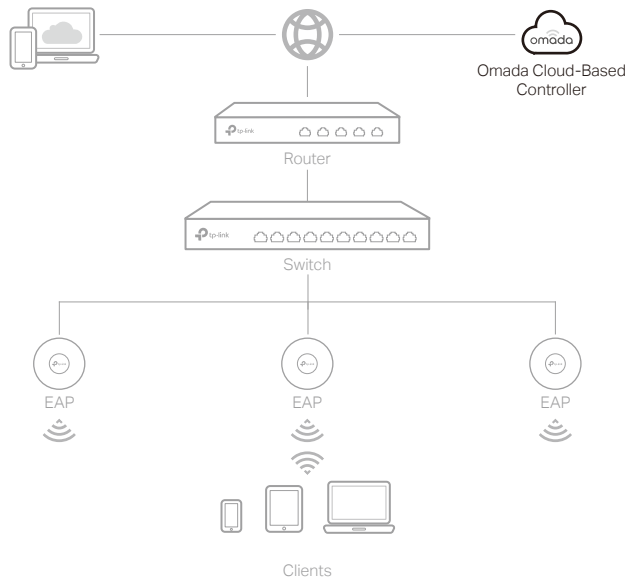 omada
Omada Cloud-Based
Controller
tp-link
Router
tp-link
Switch
EAP
EAP
EAP
Clients